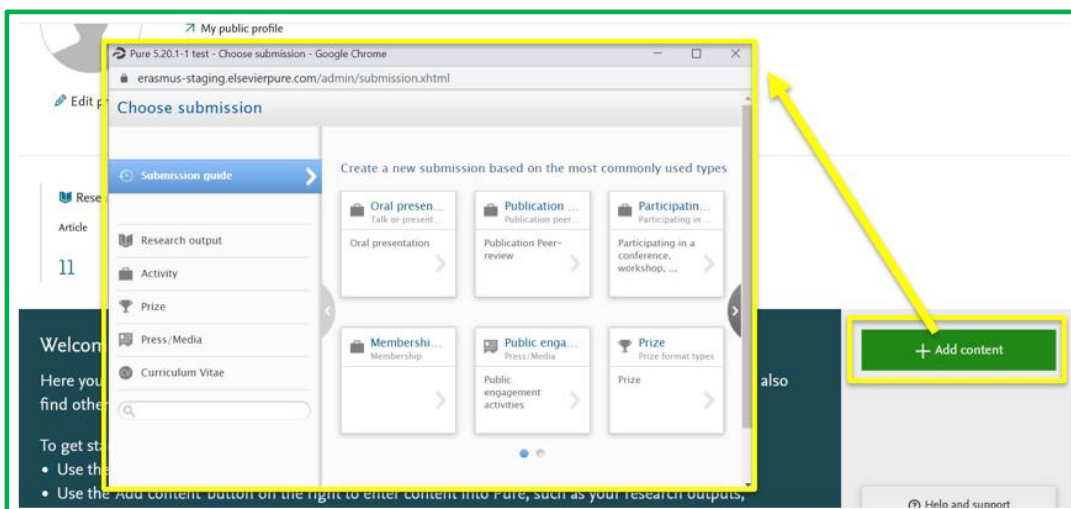 My public profile
Pure 5.20.1-1 test - Choose submission - Google Chrome
erasmus-staging.elsevierpure.com/admin/submission.xhtml
Edit
Choose submission
Submission guide
Create a new submission based on the most commonly used types
Oral presen...
Talk or present...
Oral presentation
Publication ...
Publication peer...
Publication Peer-
review
Participatin...
Participating in ...
Participating in a
conference,
workshop, ...
Research output
Article
11
Activity
Prize
Press/Media
Curriculum Vitae
Membershi...
Membership
Public enga...
Press/Media
Public
engagement
activities
Prize
Prize format types
Prize
+ Add content
Welcom
Here you
also
find othe
To get sta
• Use the
• Use the 'Add content' button on the right to enter content into Pure, such as your research outputs,
Help and support